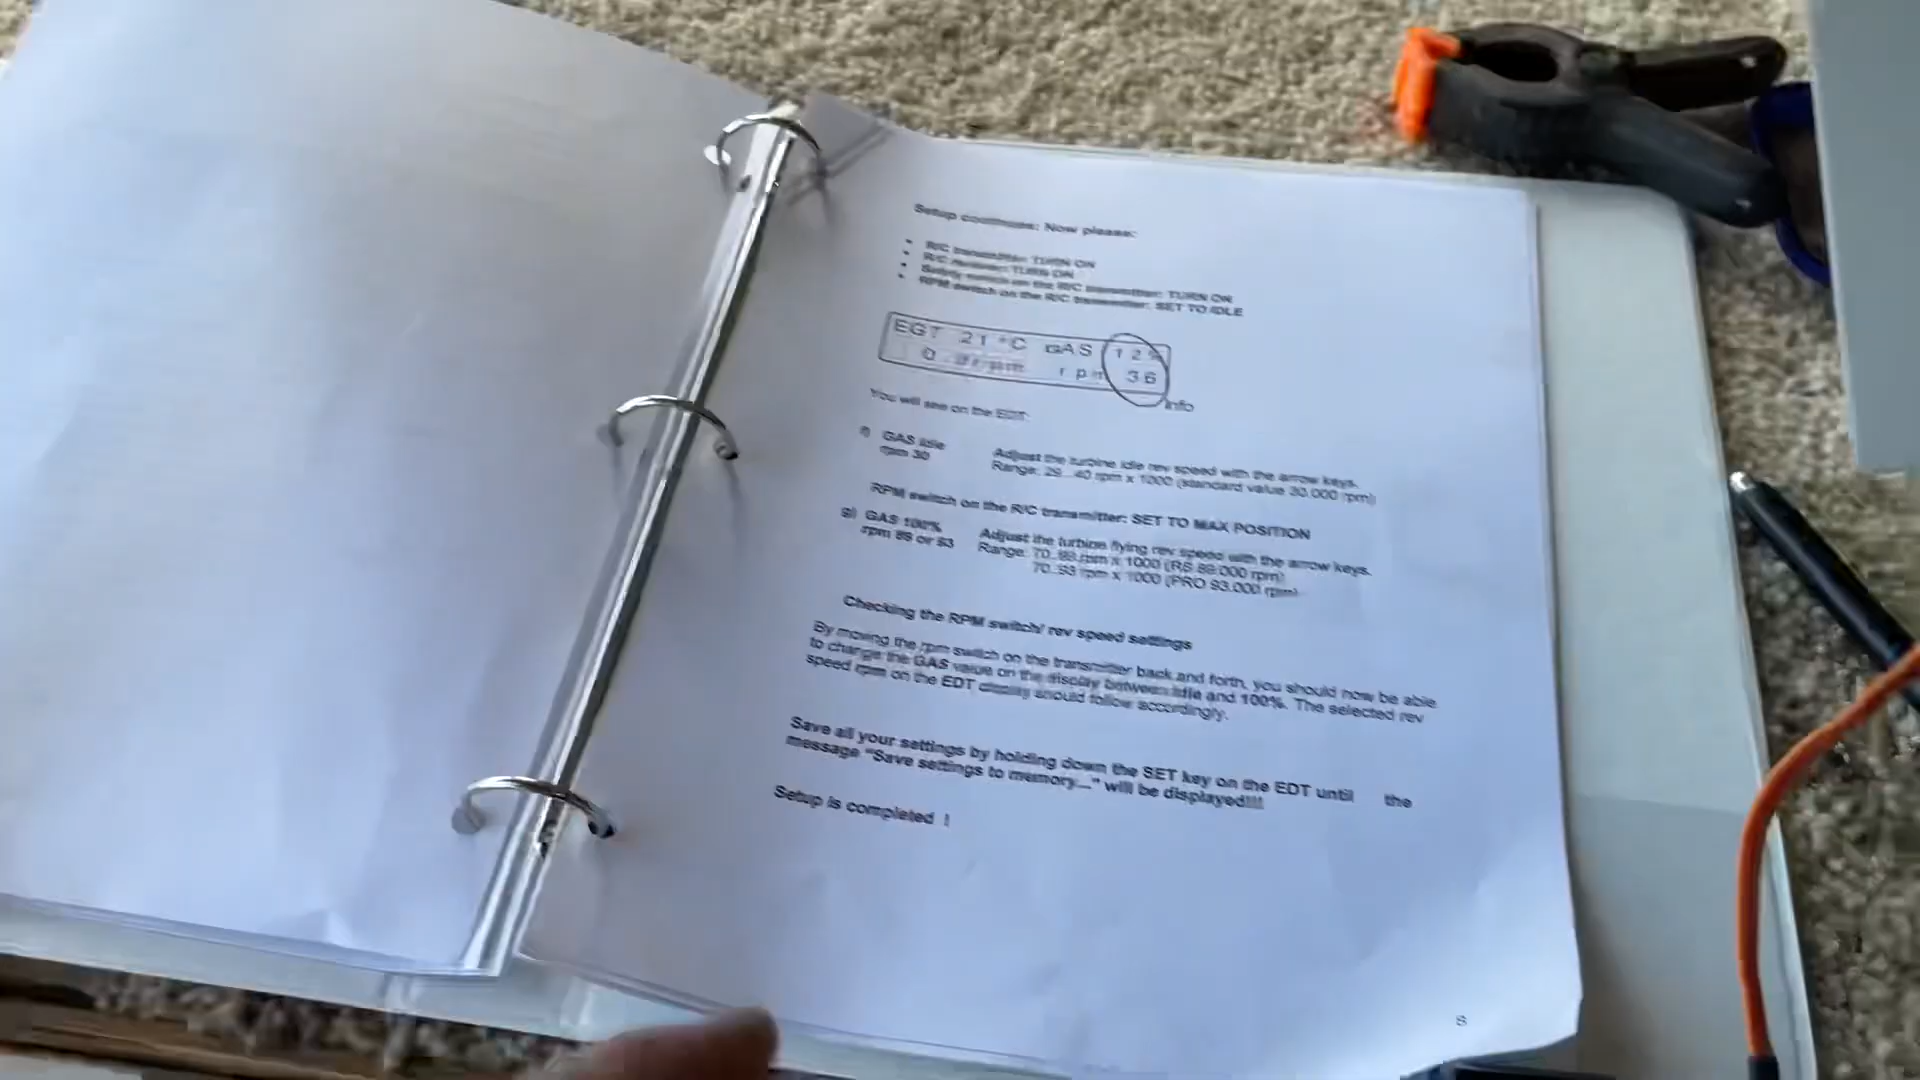 Setup continues: Now please:
R/C transmitter: TURN ON
R/C receiver: TURN ON
Safety switch on the R/C transmitter: TURN ON
RPM switch on the R/C transmitter: SET TO IDLE
EGT 21 °C GAS 12%
0 rpm 36
Info
You will see on the EDT:
f) GAS Idle Adjust the turbine idle rev speed with the arrow keys.
rpm 30 Range: 29...40 rpm x 1000 (standard value 30.000 rpm)
RPM switch on the R/C transmitter: SET TO MAX POSITION
g) GAS 100% Adjust the turbine flying rev speed with the arrow keys.
rpm 89 or 93 Range: 70..89 rpm x 1000 (RS 89.000 rpm)
70..93 rpm x 1000 (PRO 93.000 rpm)
Checking the RPM switch/ rev speed settings
By moving the rpm switch on the transmitter back and forth, you should now be able
to change the GAS value on the display between Idle and 100%. The selected rev
speed rpm on the EDT display should follow accordingly.
Save all your settings by holding down the SET key on the EDT until the
message "Save settings to memory..." will be displayed!!!!
Setup is completed !